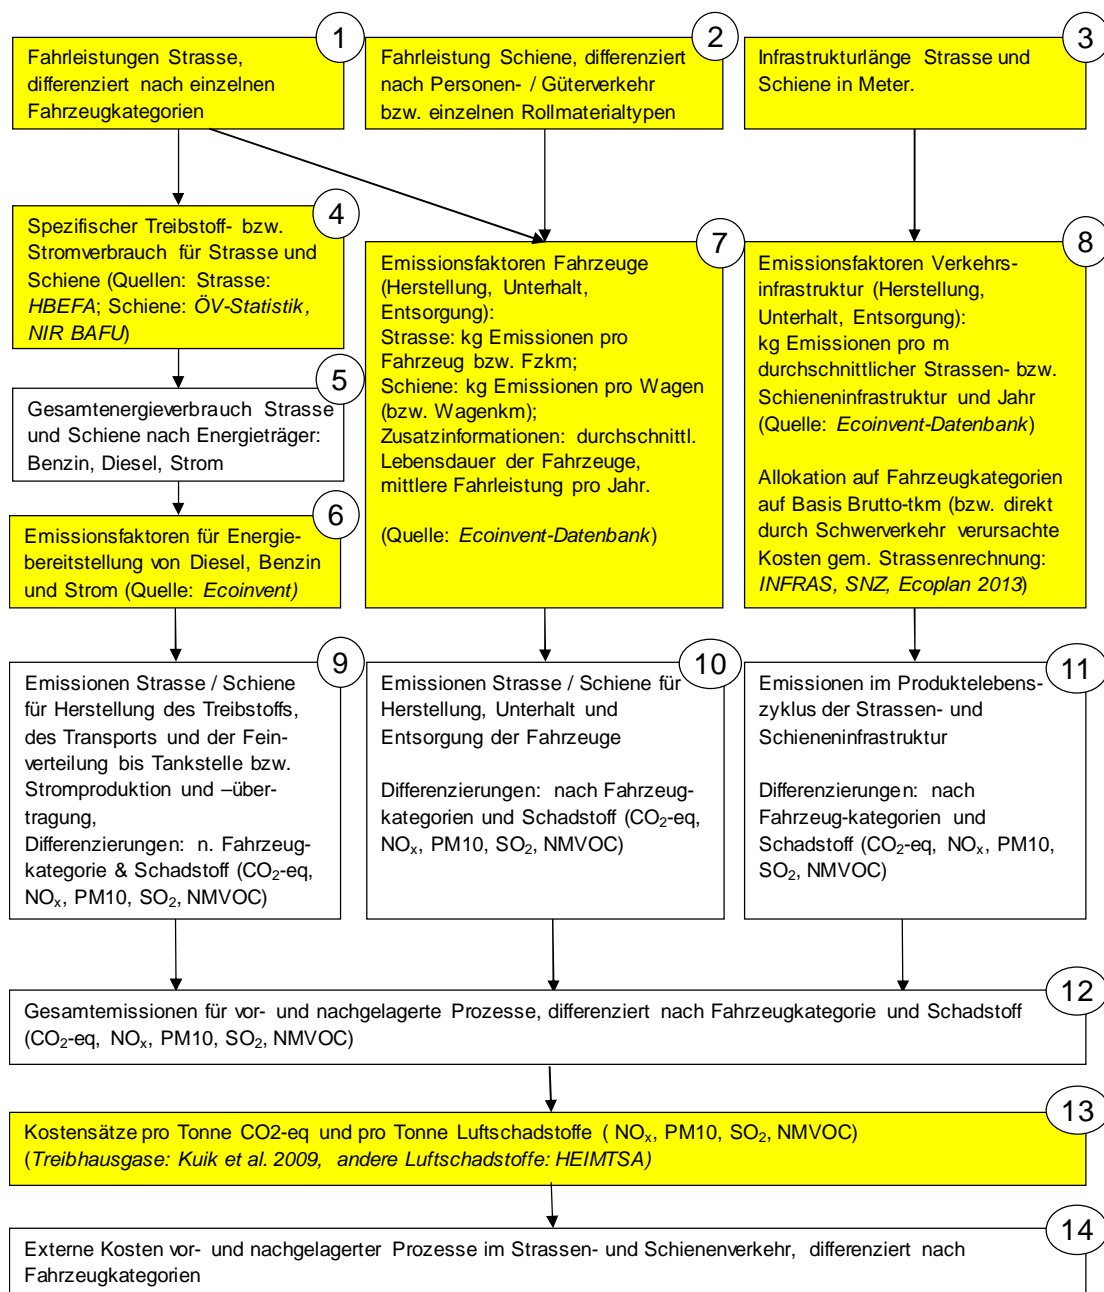 1
Fahrleistungen Strasse,
differenziert nach einzelnen
Fahrzeugkategorien
2
Fahrleistung Schiene, differenziert
nach Personen- / Güterverkehr
bzw. einzelnen Rollmaterialtypen
3
Infrastrukturlänge Strasse und
Schiene in Meter.
4
Spezifischer Treibstoff- bzw.
Stromverbrauch für Strasse und
Schiene (Quellen: Strasse:
HBEFA; Schiene: ÖV-Statistik,
NIR BAFU)
5
Gesamtenergieverbrauch Strasse
und Schiene nach Energieträger:
Benzin, Diesel, Strom
6
Emissionsfaktoren für Energie-
bereitstellung von Diesel, Benzin
und Strom (Quelle: Ecoinvent)
7
Emissionsfaktoren Fahrzeuge
(Herstellung, Unterhalt,
Entsorgung):
Strasse: kg Emissionen pro
Fahrzeug bzw. Fzkm;
Schiene: kg Emissionen pro Wagen
(bzw. Wagenkm);
Zusatzinformationen: durchschnittl.
Lebensdauer der Fahrzeuge,
mittlere Fahrleistung pro Jahr.
(Quelle: Ecoinvent-Datenbank)
8
Emissionsfaktoren Verkehrs-
infrastruktur (Herstellung,
Unterhalt, Entsorgung):
kg Emissionen pro m
durchschnittlicher Strassen- bzw.
Schieneninfrastruktur und Jahr
(Quelle: Ecoinvent-Datenbank)
Allokation auf Fahrzeugkategorien
auf Basis Brutto-tkm (bzw. direkt
durch Schwerverkehr verursachte
Kosten gem. Strassenrechnung:
INFRAS, SNZ, Ecoplan 2013)
9
Emissionen Strasse / Schiene
für Herstellung des Treibstoffs,
des Transports und der Fein-
verteilung bis Tankstelle bzw.
Stromproduktion und –über-
tragung,
Differenzierungen: n. Fahrzeug-
kategorie & Schadstoff (CO₂-eq,
NOₓ, PM10, SO₂, NMVOC)
10
Emissionen Strasse / Schiene für
Herstellung, Unterhalt und
Entsorgung der Fahrzeuge
Differenzierungen: nach Fahrzeug-
kategorien und Schadstoff (CO₂-eq,
NOₓ, PM10, SO₂, NMVOC)
11
Emissionen im Produktelebens-
zyklus der Strassen- und
Schieneninfrastruktur
Differenzierungen: nach
Fahrzeug-kategorien und
Schadstoff (CO₂-eq, NOₓ, PM10,
SO₂, NMVOC)
12
Gesamtemissionen für vor- und nachgelagerte Prozesse, differenziert nach Fahrzeugkategorie und Schadstoff
(CO₂-eq, NOₓ, PM10, SO₂, NMVOC)
13
Kostensätze pro Tonne CO2-eq und pro Tonne Luftschadstoffe ( NOₓ, PM10, SO₂, NMVOC)
(Treibhausgase: Kuik et al. 2009, andere Luftschadstoffe: HEIMTSA)
14
Externe Kosten vor- und nachgelagerter Prozesse im Strassen- und Schienenverkehr, differenziert nach
Fahrzeugkategorien